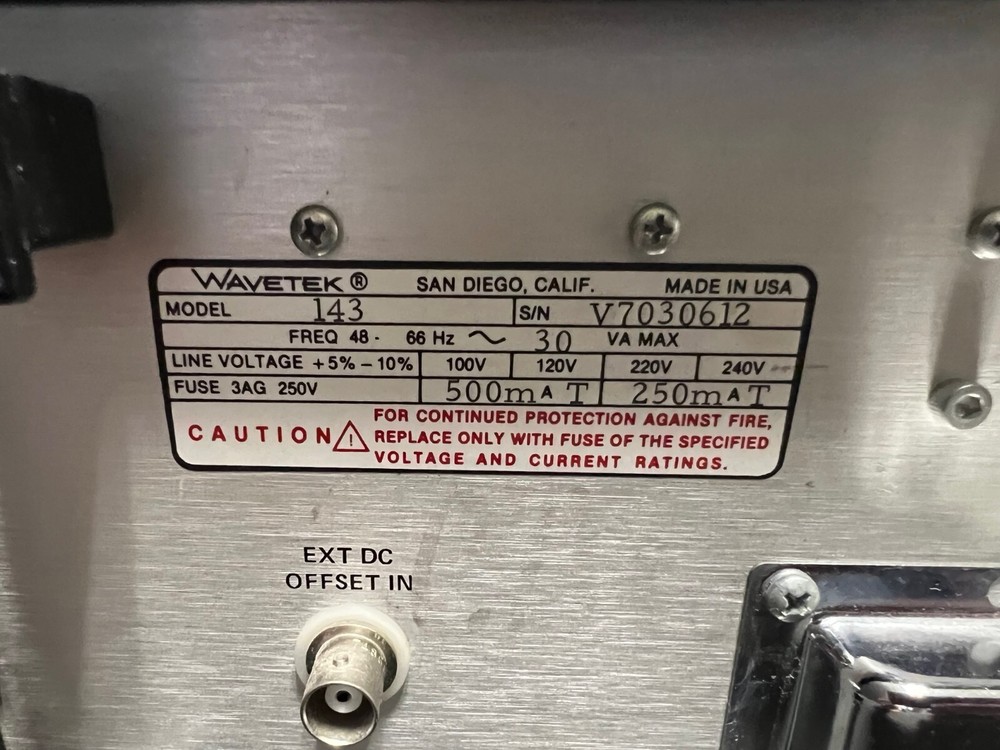 WAVETEK ® SAN DIEGO, CALIF. MADE IN USA
MODEL 143 S/N V7030612
FREQ 48 - 66 Hz ~ 30 VA MAX
LINE VOLTAGE +5% – 10% 100V 120V 220V 240V
FUSE 3AG 250V 500mA T 250mA T
CAUTION ! FOR CONTINUED PROTECTION AGAINST FIRE,
REPLACE ONLY WITH FUSE OF THE SPECIFIED
VOLTAGE AND CURRENT RATINGS.
EXT DC
OFFSET IN